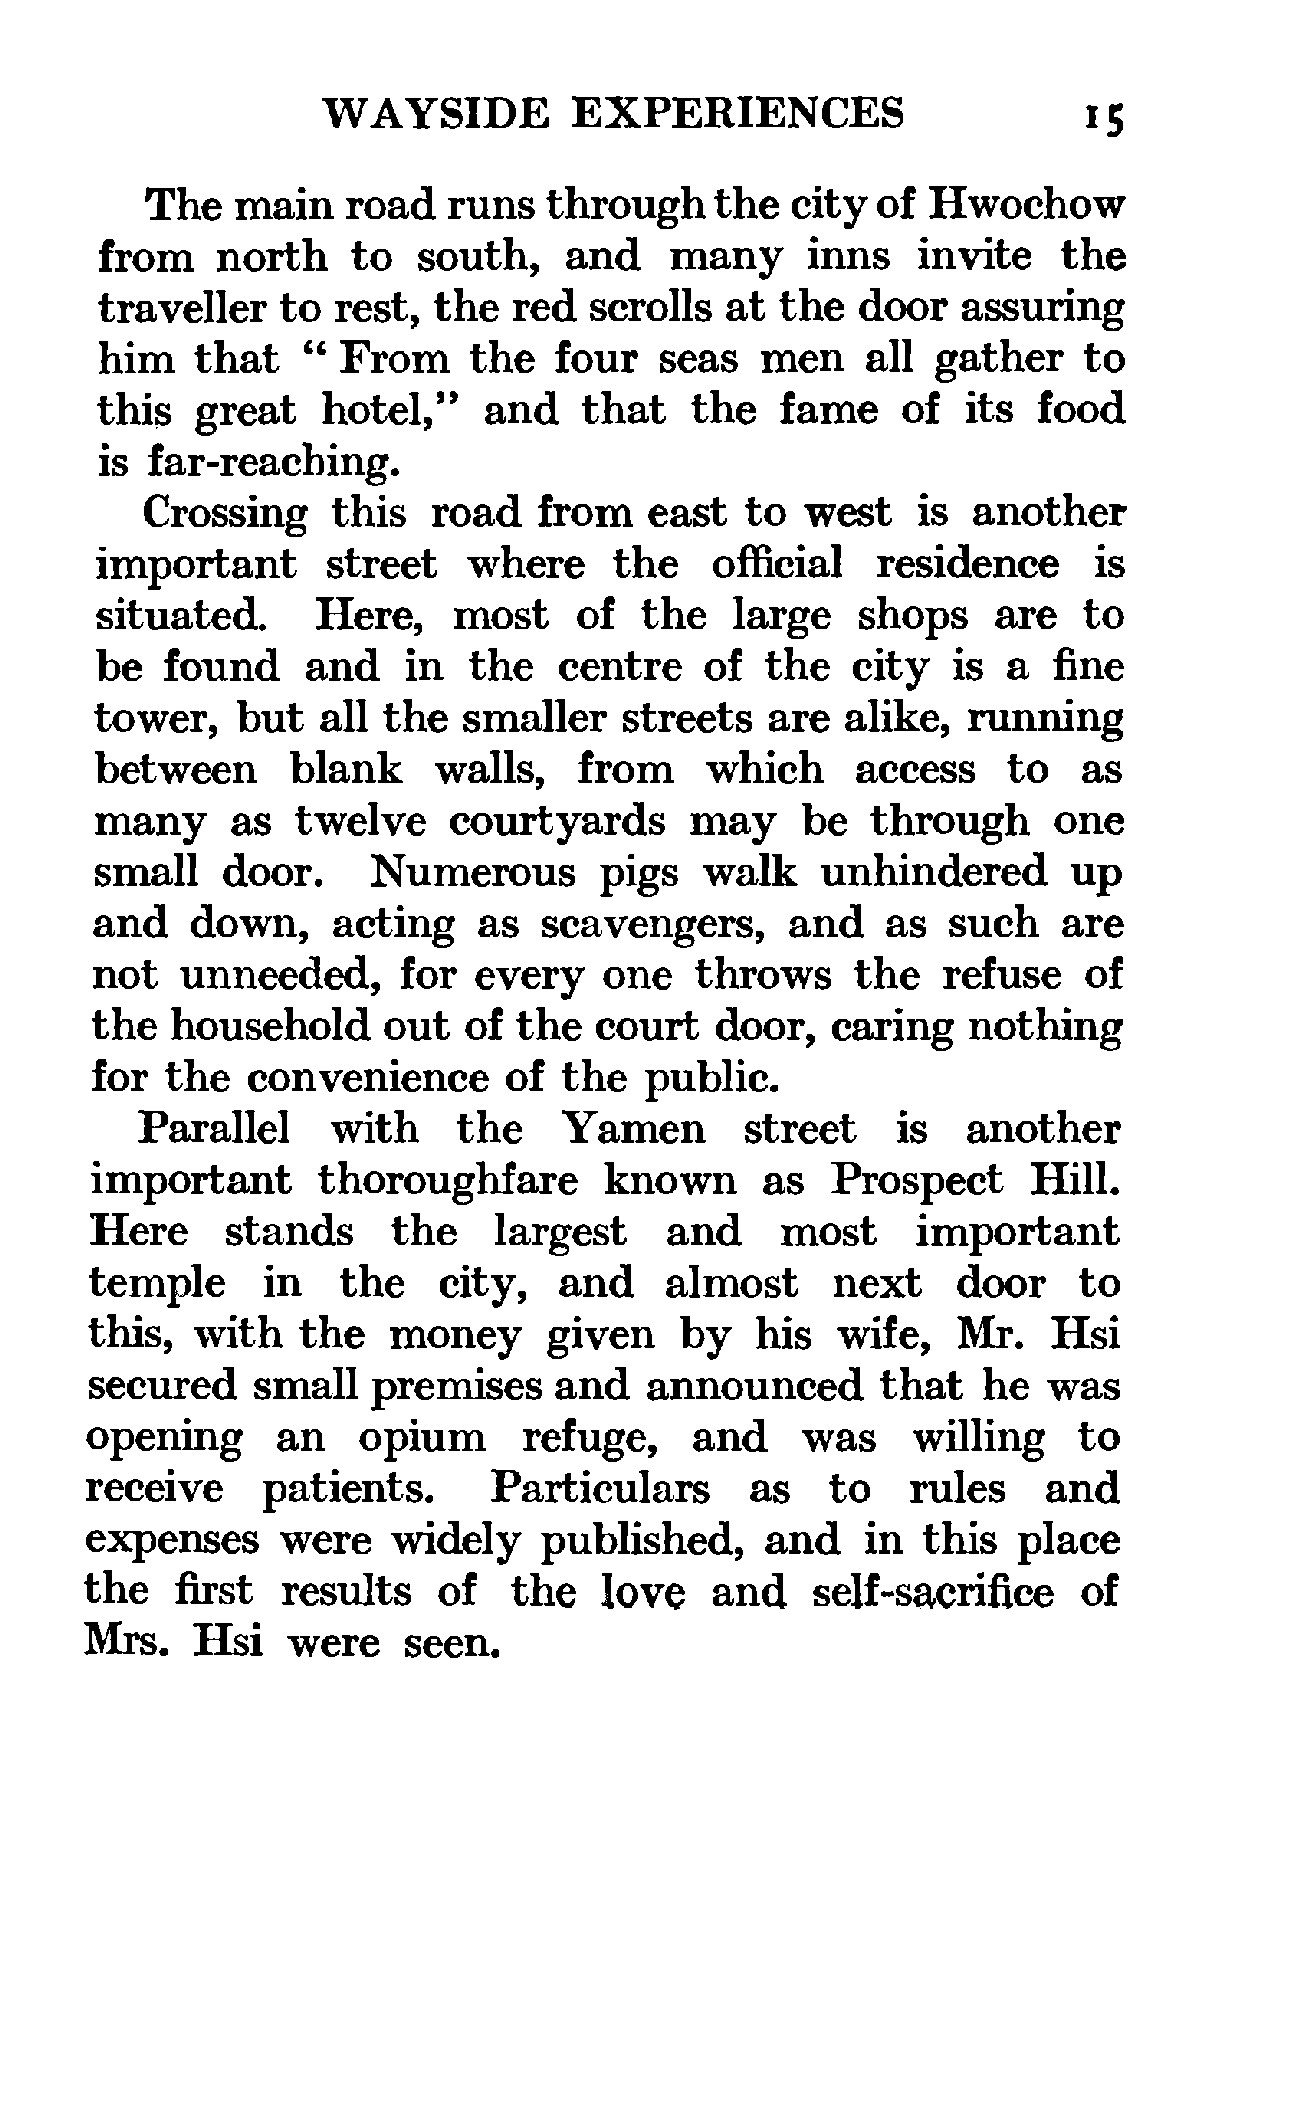 WAYSIDE EXPERIENCES 15
The main road runs through the city of Hwochow
from north to south, and many inns invite the
traveller to rest, the red scrolls at the door assuring
him that “ From the four seas men all gather to
this great hotel,” and that the fame of its food
is far-reaching.
Crossing this road from east to west is another
important street where the official residence is
situated. Here, most of the large shops are to
be found and in the centre of the city is a fine
tower, but all the smaller streets are alike, running
between blank walls, from which access to as
many as twelve courtyards may be through one
small door. Numerous pigs walk unhindered up
and down, acting as scavengers, and as such are
not unneeded, for every one throws the refuse of
the household out of the court door, caring nothing
for the convenience of the public.
Parallel with the Yamen street is another
important thoroughfare known as Prospect Hill.
Here stands the largest and most important
temple in the city, and almost next door to
this, with the money given by his wife, Mr. Hsi
secured small premises and announced that he was
opening an opium refuge, and was willing to
receive patients. Particulars as to rules and
expenses were widely published, and in this place
the first results of the love and self-sacrifice of
Mrs. Hsi were seen.